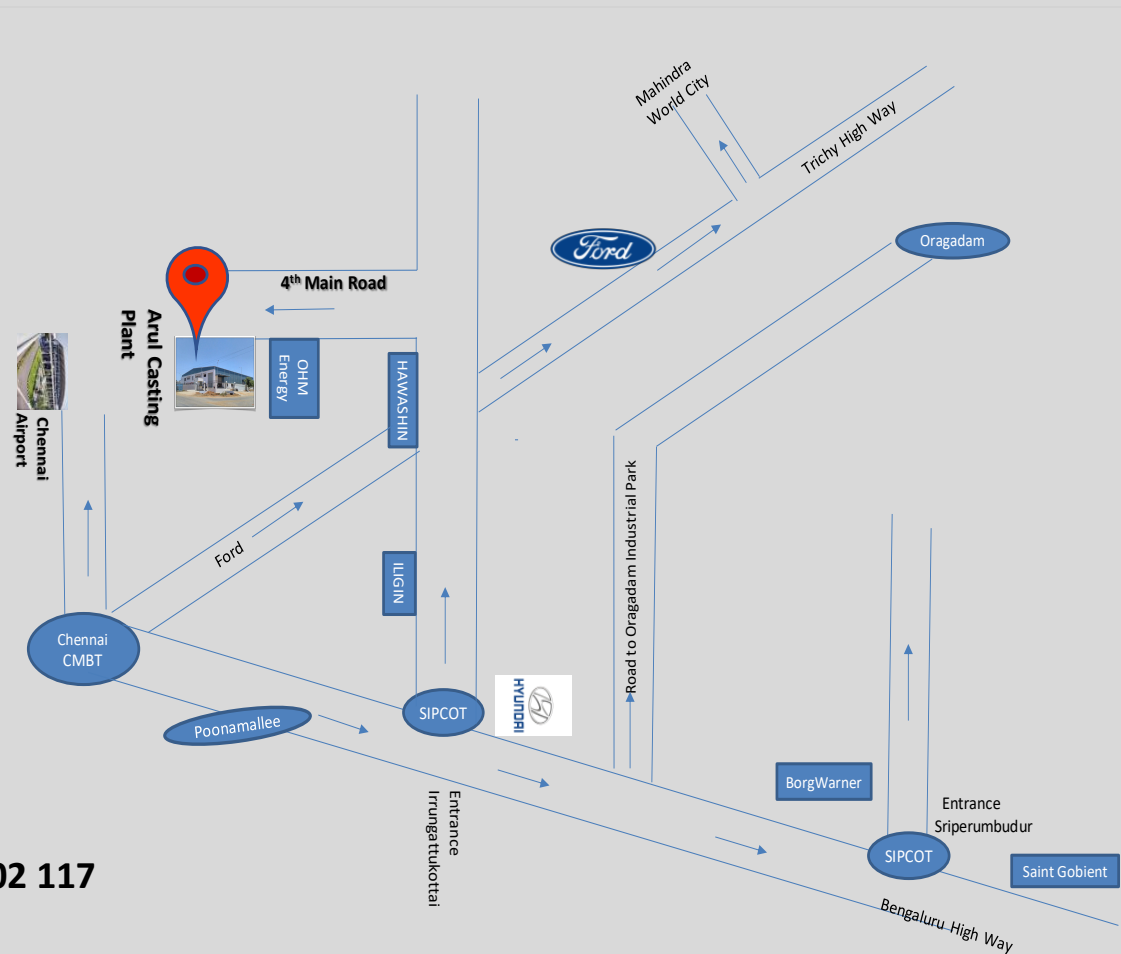 Mahindra
World City
Trichy High Way
Ford
Oragadam
4th Main Road
Arul Casting
Plant
OHM
Energy
HAWASHIN
Chennai
Airport
Road to Oragadam Industrial Park
Ford
ILIGIN
Chennai
CMBT
HYUNDAI
SIPCOT
Poonamallee
BorgWarner
Entrance
Irrungattukottai
Entrance
Sriperumbudur
SIPCOT
Saint Gobient
02 117
Bengaluru High Way